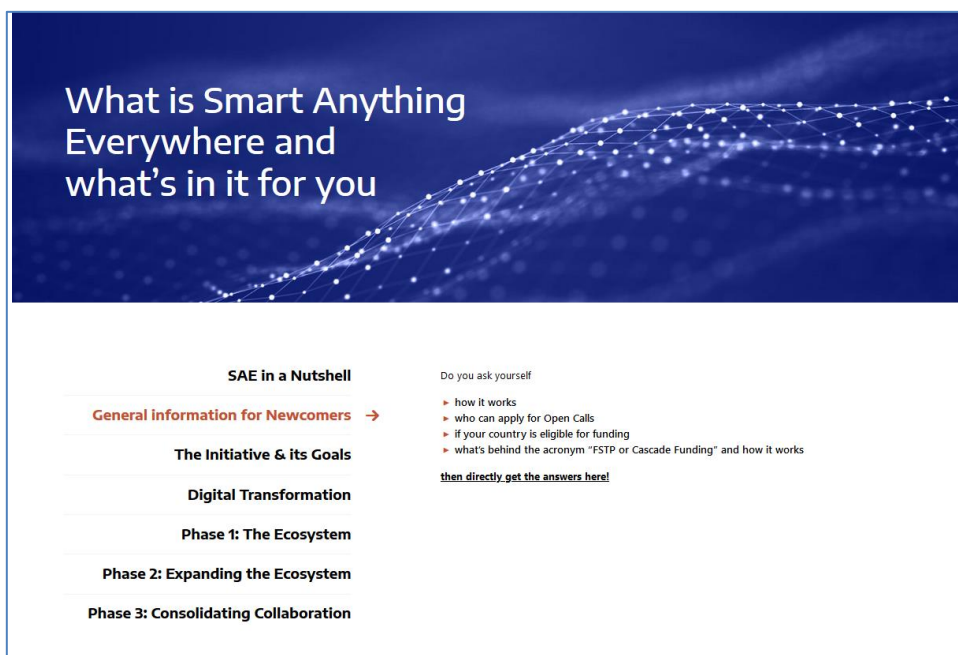 What is Smart Anything
Everywhere and
what's in it for you
SAE in a Nutshell
General information for Newcomers →
The Initiative & its Goals
Digital Transformation
Phase 1: The Ecosystem
Phase 2: Expanding the Ecosystem
Phase 3: Consolidating Collaboration
Do you ask yourself
► how it works
► who can apply for Open Calls
► if your country is eligible for funding
► what's behind the acronym "FSTP or Cascade Funding" and how it works
then directly get the answers here!